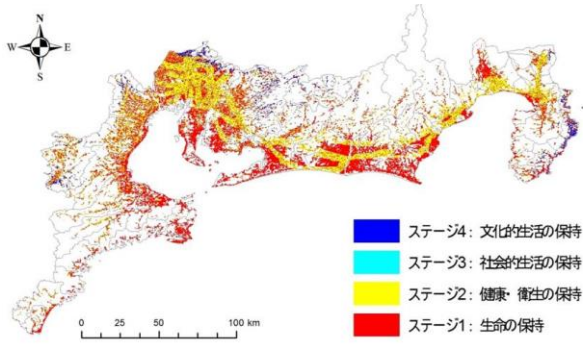 N
W E
S
ステージ4：文化的生活の保持
ステージ3：社会的生活の保持
ステージ2：健康・衛生の保持
ステージ1：生命の保持
0 25 50 100 km